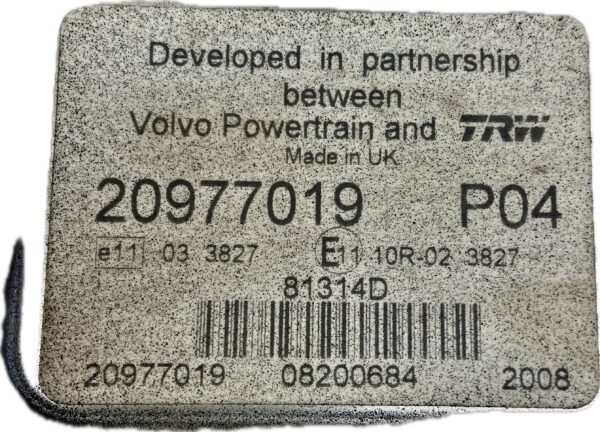 Developed in partnership
between
Volvo Powertrain and TRW
Made in UK
20977019 P04
e11 03 3827 E11 10R-02 3827
81314D
20977019 08200684 2008